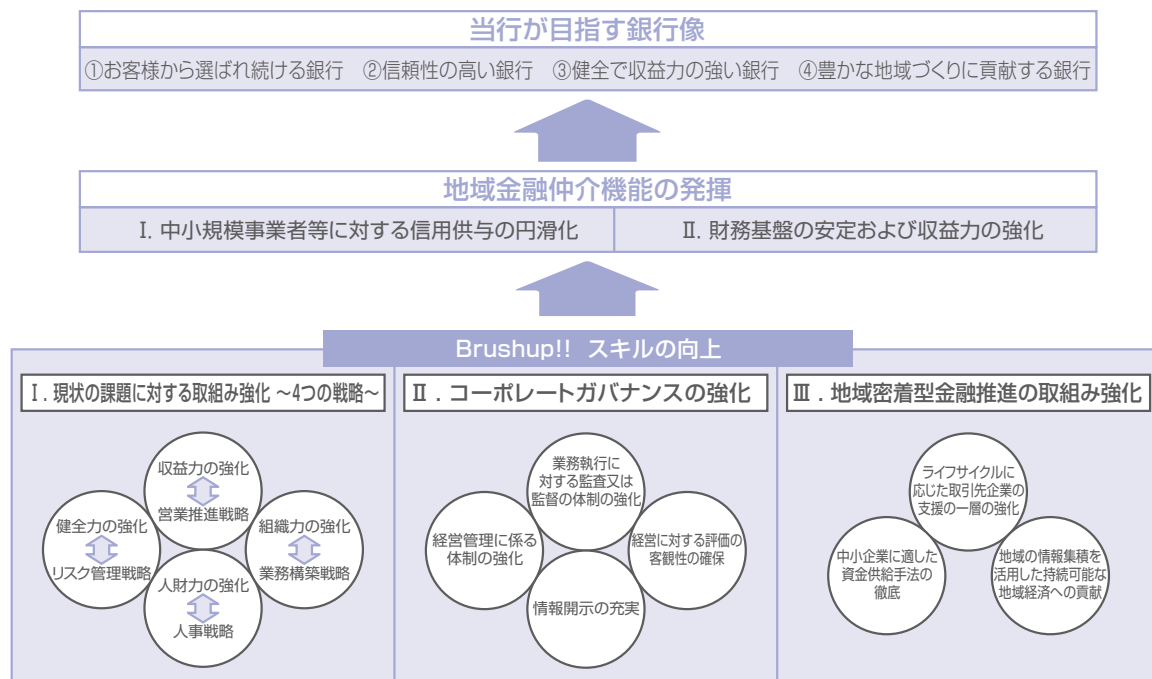 当行が目指す銀行像
①お客様から選ばれ続ける銀行 ②信頼性の高い銀行 ③健全で収益力の強い銀行 ④豊かな地域づくりに貢献する銀行
地域金融仲介機能の発揮
Ⅰ. 中小規模事業者等に対する信用供与の円滑化
Ⅱ. 財務基盤の安定および収益力の強化
Brushup!! スキルの向上
Ⅰ. 現状の課題に対する取組み強化 ～4つの戦略～
収益力の強化
営業推進戦略
健全力の強化
リスク管理戦略
組織力の強化
業務構築戦略
人財力の強化
人事戦略
Ⅱ. コーポレートガバナンスの強化
業務執行に
対する監査又は
監督の体制の強化
経営管理に係る
体制の強化
経営に対する評価の
客観性の確保
情報開示の充実
Ⅲ. 地域密着型金融推進の取組み強化
ライフサイクルに
応じた取引先企業の
支援の一層の強化
中小企業に適した
資金供給手法の
徹底
地域の情報集積を
活用した持続可能な
地域経済への貢献